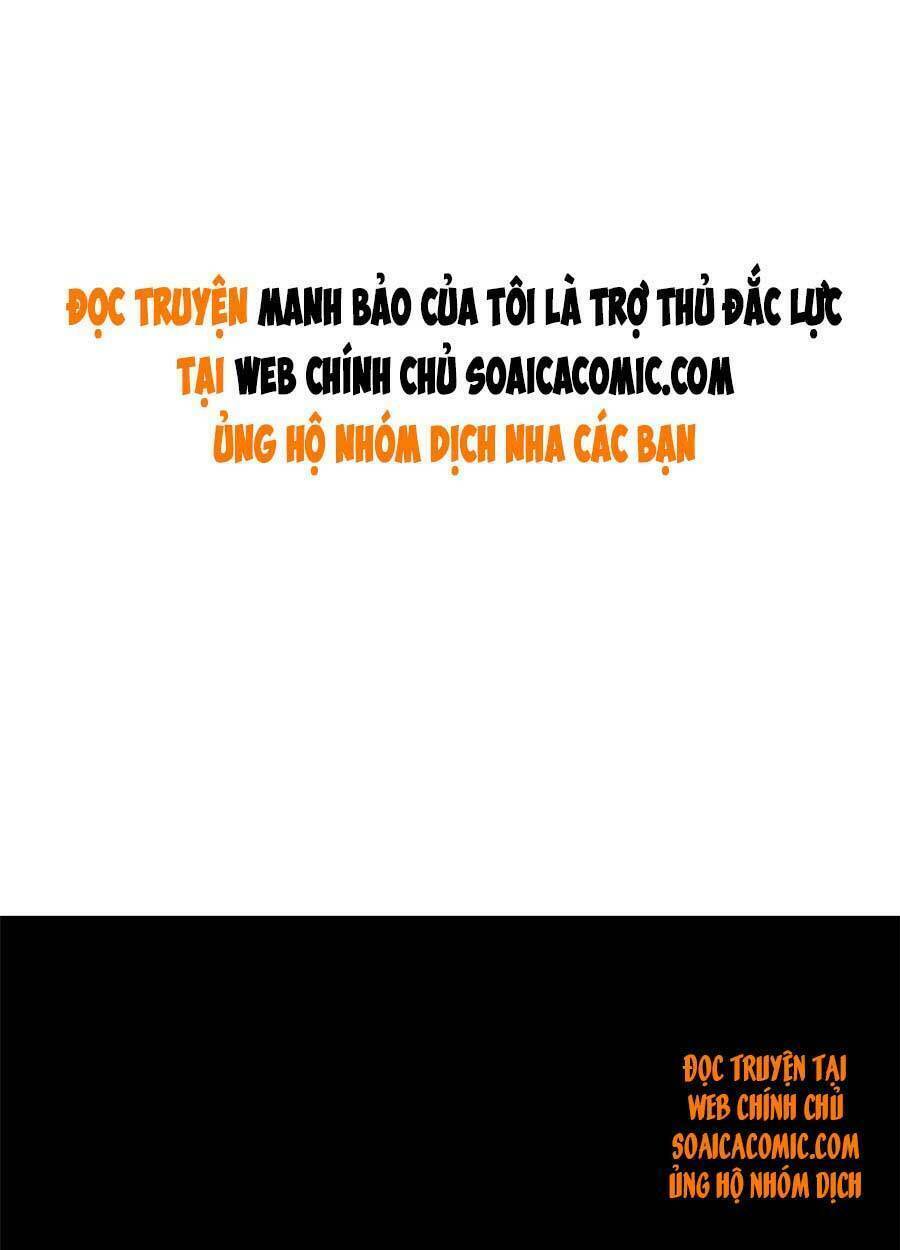 ĐỌC TRUYỆN MANH BẢO CỦA TÔI LÀ TRỢ THỦ ĐẮC LỰC
TẠI WEB CHÍNH CHỦ SOAICACOMIC.COM
ỦNG HỘ NHÓM DỊCH NHA CÁC BẠN
ĐỌC TRUYỆN TẠI
WEB CHÍNH CHỦ
SOAICACOMIC.COM
ỦNG HỘ NHÓM DỊCH